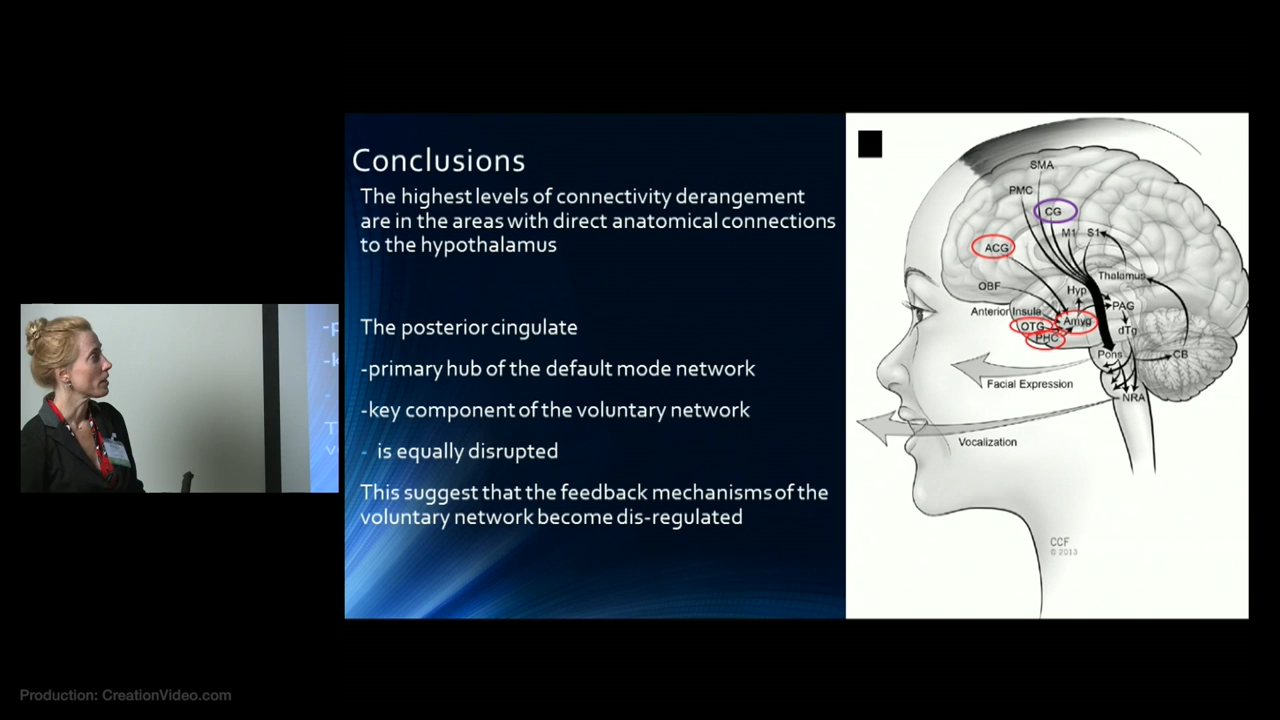 Conclusions
The highest levels of connectivity derangement
are in the areas with direct anatomical connections
to the hypothalamus
The posterior cingulate
-primary hub of the default mode network
-key component of the voluntary network
- is equally disrupted
This suggest that the feedback mechanisms of the
voluntary network become dis-regulated
SMA
PMC
CG
M1
S1
ACG
Thalamus
OBF
Hyp
PAG
Anterior Insula
Amyg
OTG
dTg
PHC
Pons
CB
Facial Expression
NRA
Vocalization
CCF
© 2013
Production: CreationVideo.com